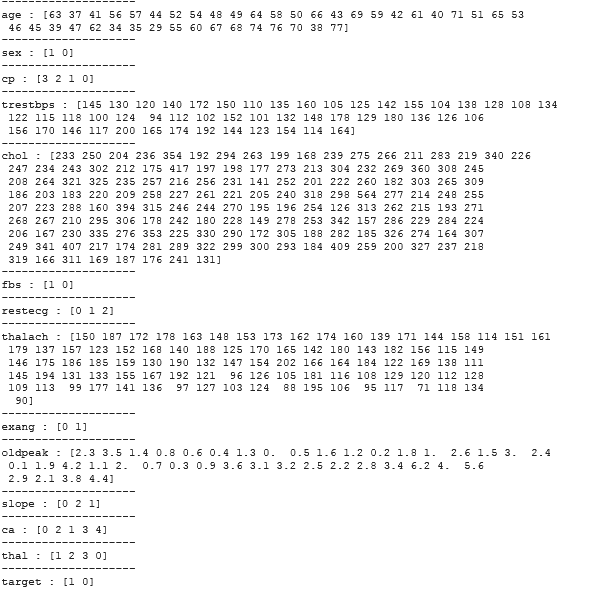 --------------------
age : [63 37 41 56 57 44 52 54 48 49 64 58 50 66 43 69 59 42 61 40 71 51 65 53
 46 45 39 47 62 34 35 29 55 60 67 68 74 76 70 38 77]
--------------------
sex : [1 0]
--------------------
cp : [3 2 1 0]
--------------------
trestbps : [145 130 120 140 172 150 110 135 160 105 125 142 155 104 138 128 108 134
 122 115 118 100 124  94 112 102 152 101 132 148 178 129 180 136 126 106
 156 170 146 117 200 165 174 192 144 123 154 114 164]
--------------------
chol : [233 250 204 236 354 192 294 263 199 168 239 275 266 211 283 219 340 226
 247 234 243 302 212 175 417 197 198 177 273 213 304 232 269 360 308 245
 208 264 321 325 235 257 216 256 231 141 252 201 222 260 182 303 265 309
 186 203 183 220 209 258 227 261 221 205 240 318 298 564 277 214 248 255
 207 223 288 160 394 315 246 244 270 195 196 254 126 313 262 215 193 271
 268 267 210 295 306 178 242 180 228 149 278 253 342 157 286 229 284 224
 206 167 230 335 276 353 225 330 290 172 305 188 282 185 326 274 164 307
 249 341 407 217 174 281 289 322 299 300 293 184 409 259 200 327 237 218
 319 166 311 169 187 176 241 131]
--------------------
fbs : [1 0]
--------------------
restecg : [0 1 2]
--------------------
thalach : [150 187 172 178 163 148 153 173 162 174 160 139 171 144 158 114 151 161
 179 137 157 123 152 168 140 188 125 170 165 142 180 143 182 156 115 149
 146 175 186 185 159 130 190 132 147 154 202 166 164 184 122 169 138 111
 145 194 131 133 155 167 192 121  96 126 105 181 116 108 129 120 112 128
 109 113  99 177 141 136  97 127 103 124  88 195 106  95 117  71 118 134
  90]
--------------------
exang : [0 1]
--------------------
oldpeak : [2.3 3.5 1.4 0.8 0.6 0.4 1.3 0.  0.5 1.6 1.2 0.2 1.8 1.  2.6 1.5 3.  2.4
 0.1 1.9 4.2 1.1 2.  0.7 0.3 0.9 3.6 3.1 3.2 2.5 2.2 2.8 3.4 6.2 4.  5.6
 2.9 2.1 3.8 4.4]
--------------------
slope : [0 2 1]
--------------------
ca : [0 2 1 3 4]
--------------------
thal : [1 2 3 0]
--------------------
target : [1 0]